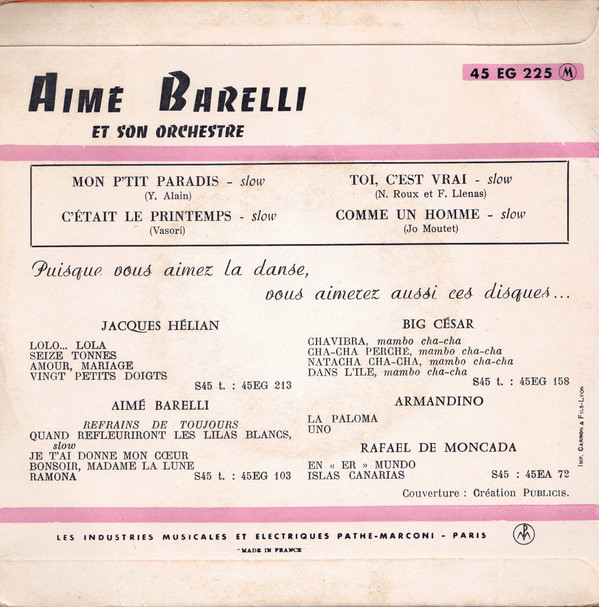 45 EG 225 M
AIMÉ BARELLI
ET SON ORCHESTRE
MON P'TIT PARADIS - slow
(Y. Alain)
C'ÉTAIT LE PRINTEMPS - slow
(Vasori)
TOI, C'EST VRAI - slow
(N. Roux et F. Llenas)
COMME UN HOMME - slow
(Jo Moutet)
Puisque vous aimez la danse,
vous aimerez aussi ces disques...
JACQUES HÉLIAN
LOLO... LOLA
SEIZE TONNES
AMOUR, MARIAGE
VINGT PETITS DOIGTS
S45 t. : 45EG 213
AIMÉ BARELLI
REFRAINS DE TOUJOURS
QUAND REFLEURIRONT LES LILAS BLANCS,
slow
JE T'AI DONNE MON CŒUR
BONSOIR, MADAME LA LUNE
RAMONA S45 t. : 45EG 103
BIG CÉSAR
CHAVIBRA, mambo cha-cha
CHA-CHA PERCHÉ, mambo cha-cha
NATACHA CHA-CHA, mambo cha-cha
DANS L'ILE, mambo cha-cha
S45 t. : 45EG 158
ARMANDINO
LA PALOMA
UNO
RAFAEL DE MONCADA
EN « ER » MUNDO
ISLAS CANARIAS S45 : 45EA 72
Couverture : Création PUBLICIS.
IMP. GARNON & FILS-LYON
LES INDUSTRIES MUSICALES ET ELECTRIQUES PATHE-MARCONI - PARIS
MADE IN FRANCE